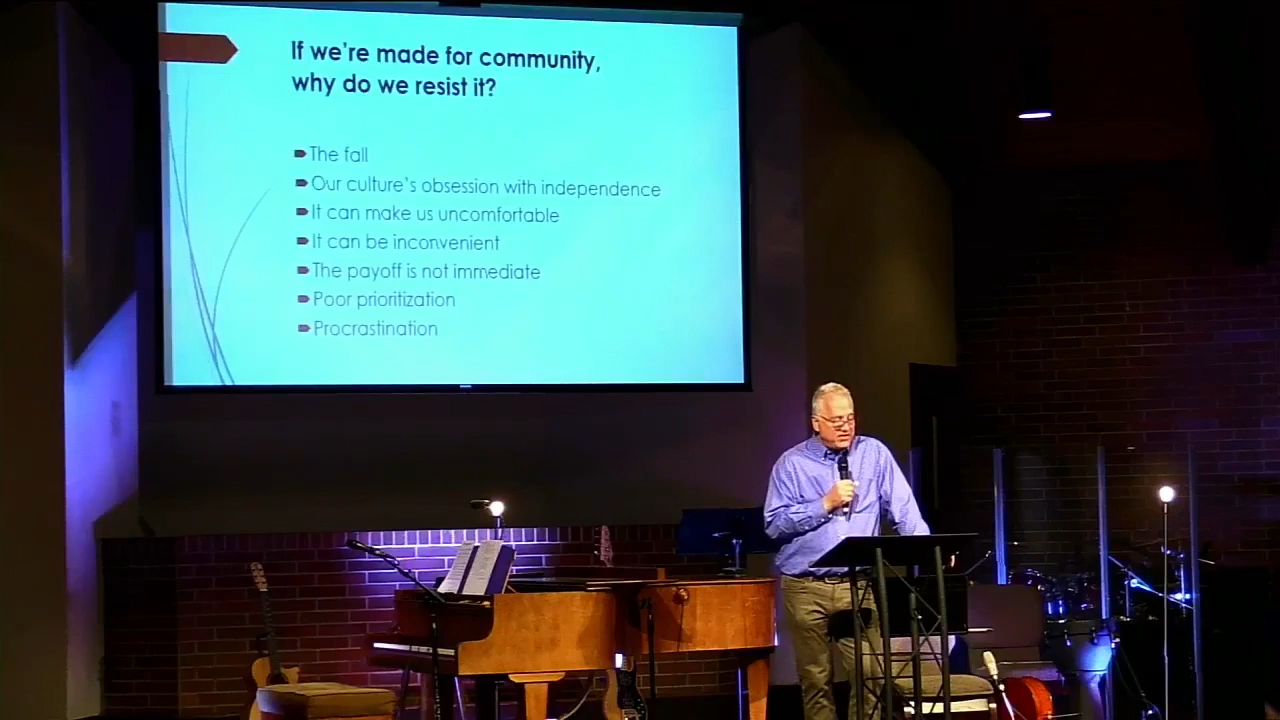 If we're made for community,
why do we resist it?
The fall
Our culture's obsession with independence
It can make us uncomfortable
It can be inconvenient
The payoff is not immediate
Poor prioritization
Procrastination